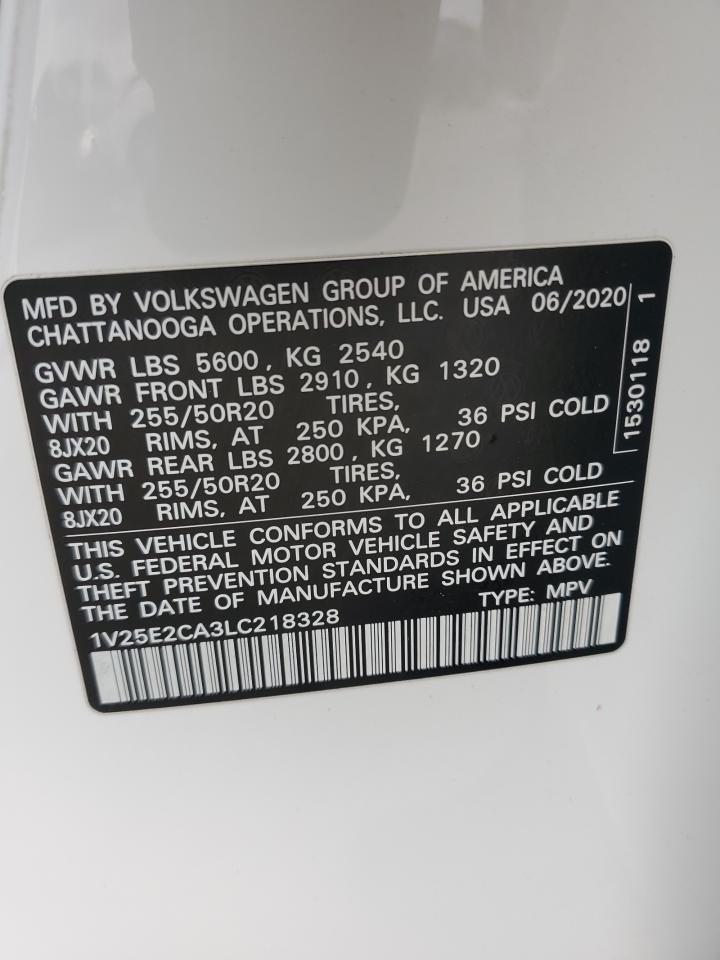 MFD BY VOLKSWAGEN GROUP OF AMERICA
CHATTANOOGA OPERATIONS, LLC. USA 06/2020
GVWR LBS 5600, KG 2540
GAWR FRONT LBS 2910, KG 1320
WITH 255/50R20 TIRES,
8JX20 RIMS, AT 250 KPA, 36 PSI COLD
GAWR REAR LBS 2800, KG 1270
WITH 255/50R20 TIRES,
8JX20 RIMS, AT 250 KPA, 36 PSI COLD
THIS VEHICLE CONFORMS TO ALL APPLICABLE
U.S. FEDERAL MOTOR VEHICLE SAFETY AND
THEFT PREVENTION STANDARDS IN EFFECT ON
THE DATE OF MANUFACTURE SHOWN ABOVE.
TYPE: MPV
1V25E2CA3LC218328
1530118 1